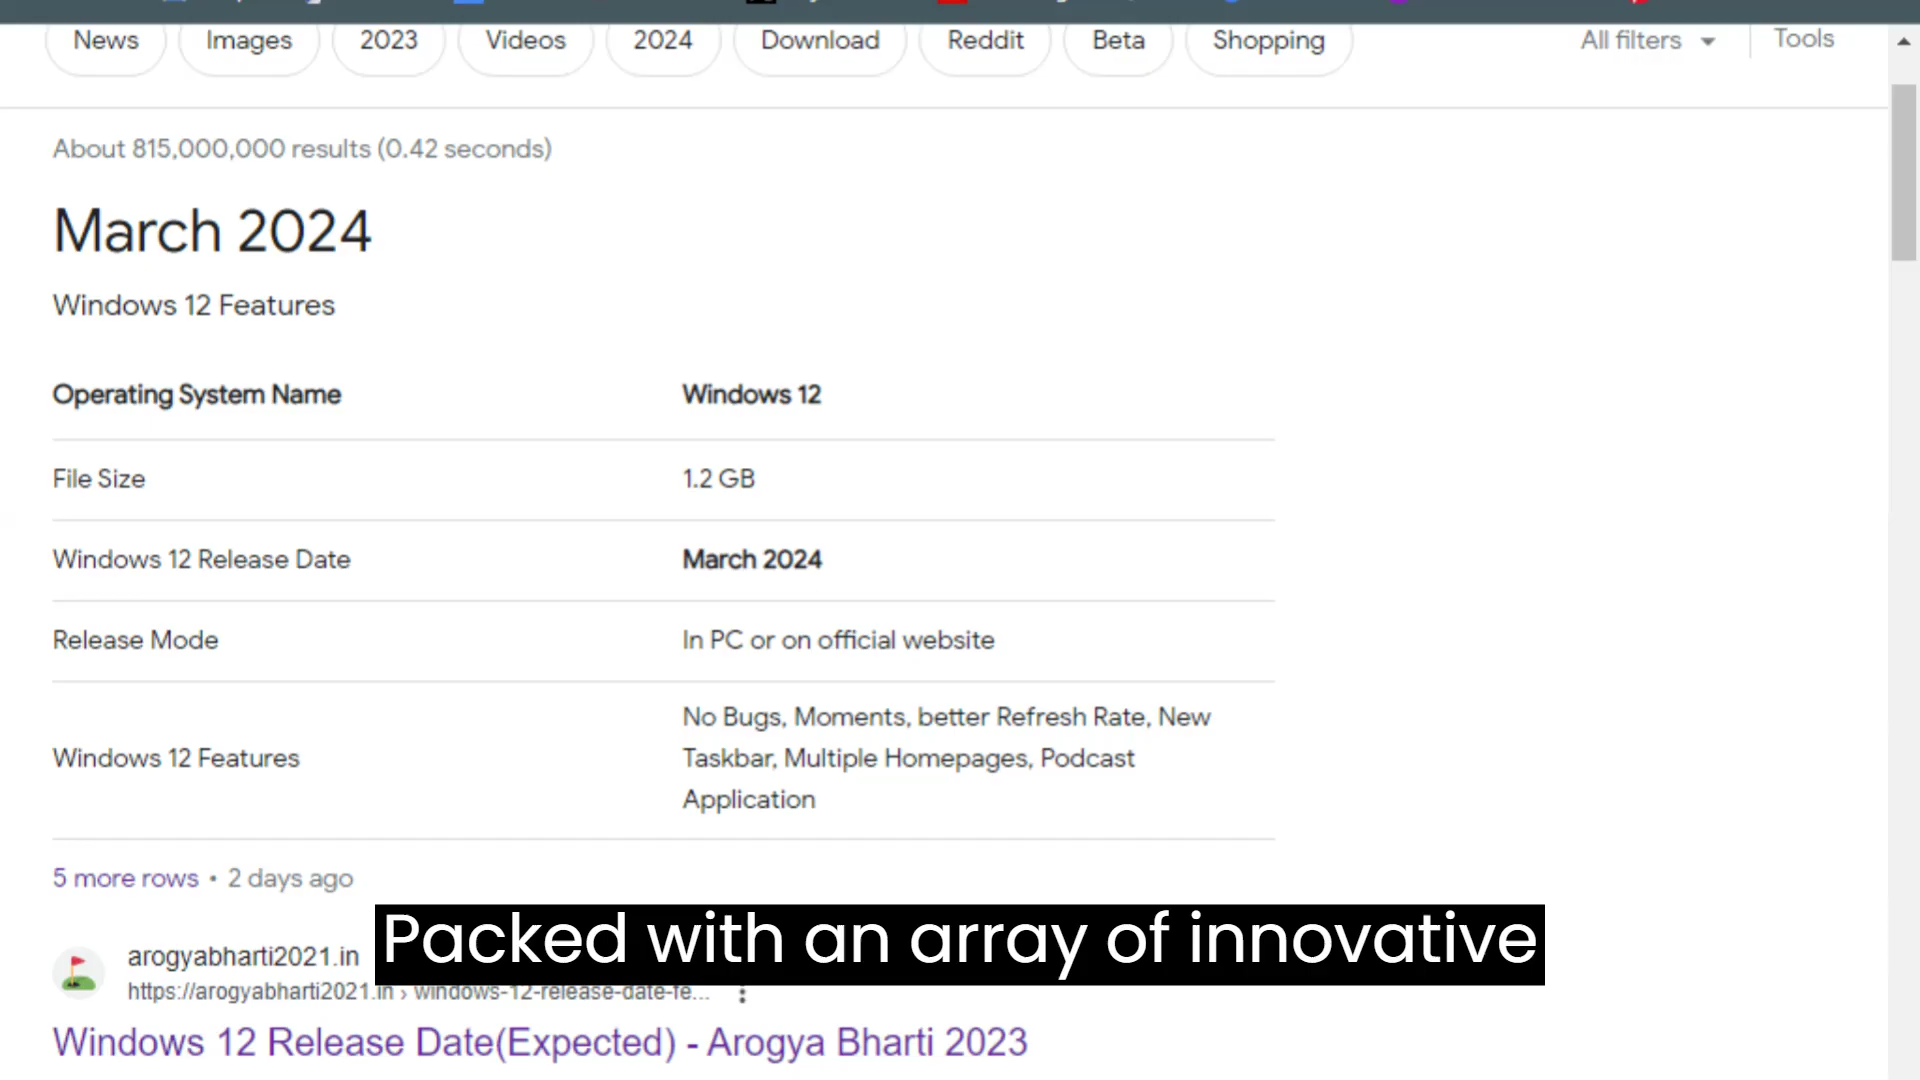 News Images 2023 Videos 2024 Download Reddit Beta Shopping All filters Tools
About 815,000,000 results (0.42 seconds)
March 2024
Windows 12 Features
Operating System Name Windows 12
File Size 1.2 GB
Windows 12 Release Date March 2024
Release Mode In PC or on official website
Windows 12 Features No Bugs, Moments, better Refresh Rate, New
Taskbar, Multiple Homepages, Podcast
Application
5 more rows • 2 days ago
Packed with an array of innovative
arogyabharti2021.in
https://arogyabharti2021.in › windows-12-release-date-fe...
Windows 12 Release Date(Expected) - Arogya Bharti 2023